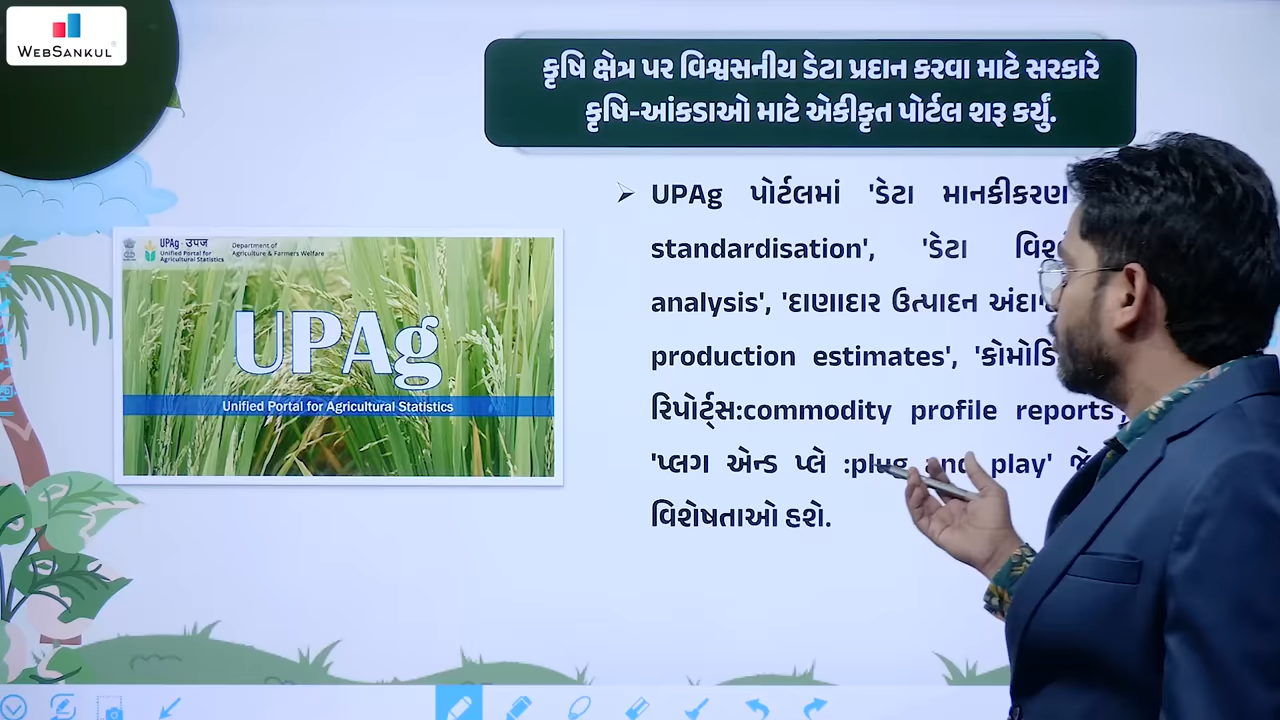 WEBSANKUL
કૃષિ ક્ષેત્ર પર વિશ્વસનીય ડેટા પ્રદાન કરવા માટે સરકારે
કૃષિ-આંકડાઓ માટે એકીકૃત પોર્ટલ શરૂ કર્યું.
UPAg · उपज
Unified Portal for
Agricultural Statistics
Department of
Agriculture & Farmers Welfare
UPAg
Unified Portal for Agricultural Statistics
➢ UPAg પોર્ટલમાં 'ડેટા માનકીકરણ
standardisation', 'ડેટા
analysis', 'દાણાદાર ઉત્પાદન
production estimates',
રિપોર્ટ્સ:commodity profile reports',
'પ્લગ એન્ડ પ્લે :plug and play'
વિશેષતાઓ હશે.